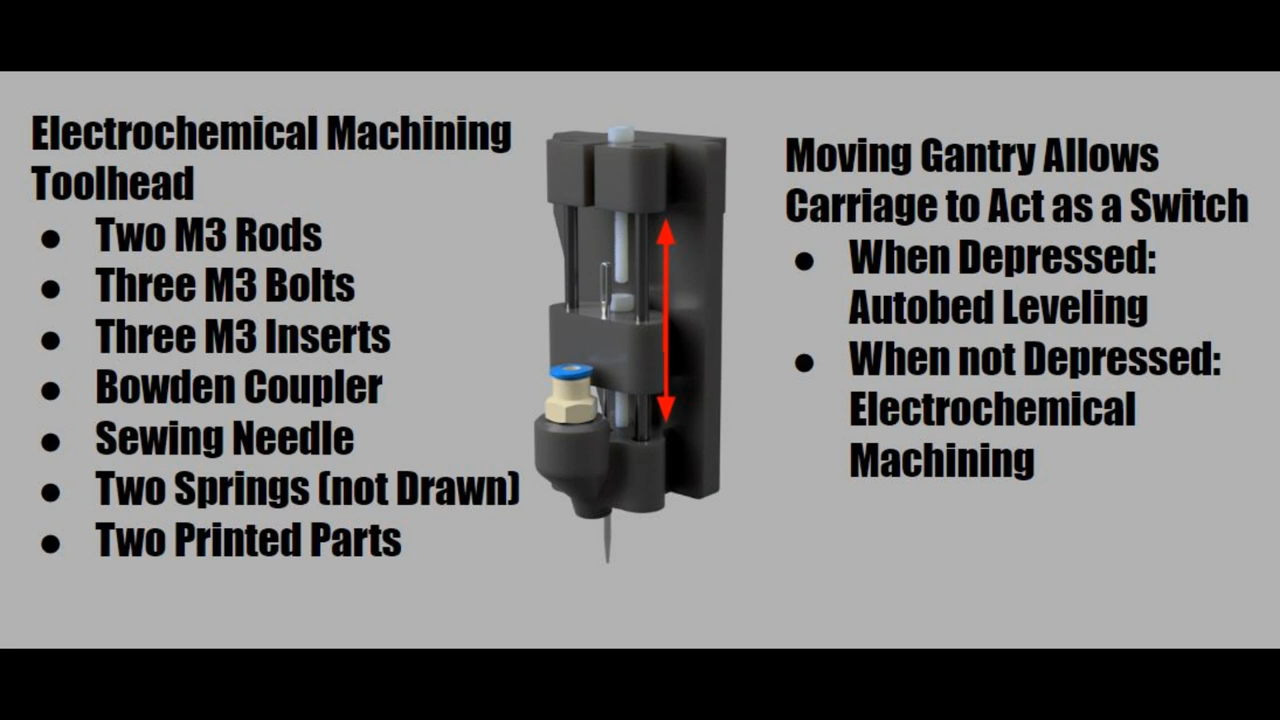 Electrochemical Machining
Toolhead
● Two M3 Rods
● Three M3 Bolts
● Three M3 Inserts
● Bowden Coupler
● Sewing Needle
● Two Springs (not Drawn)
● Two Printed Parts
Moving Gantry Allows
Carriage to Act as a Switch
● When Depressed:
Autobed Leveling
● When not Depressed:
Electrochemical
Machining